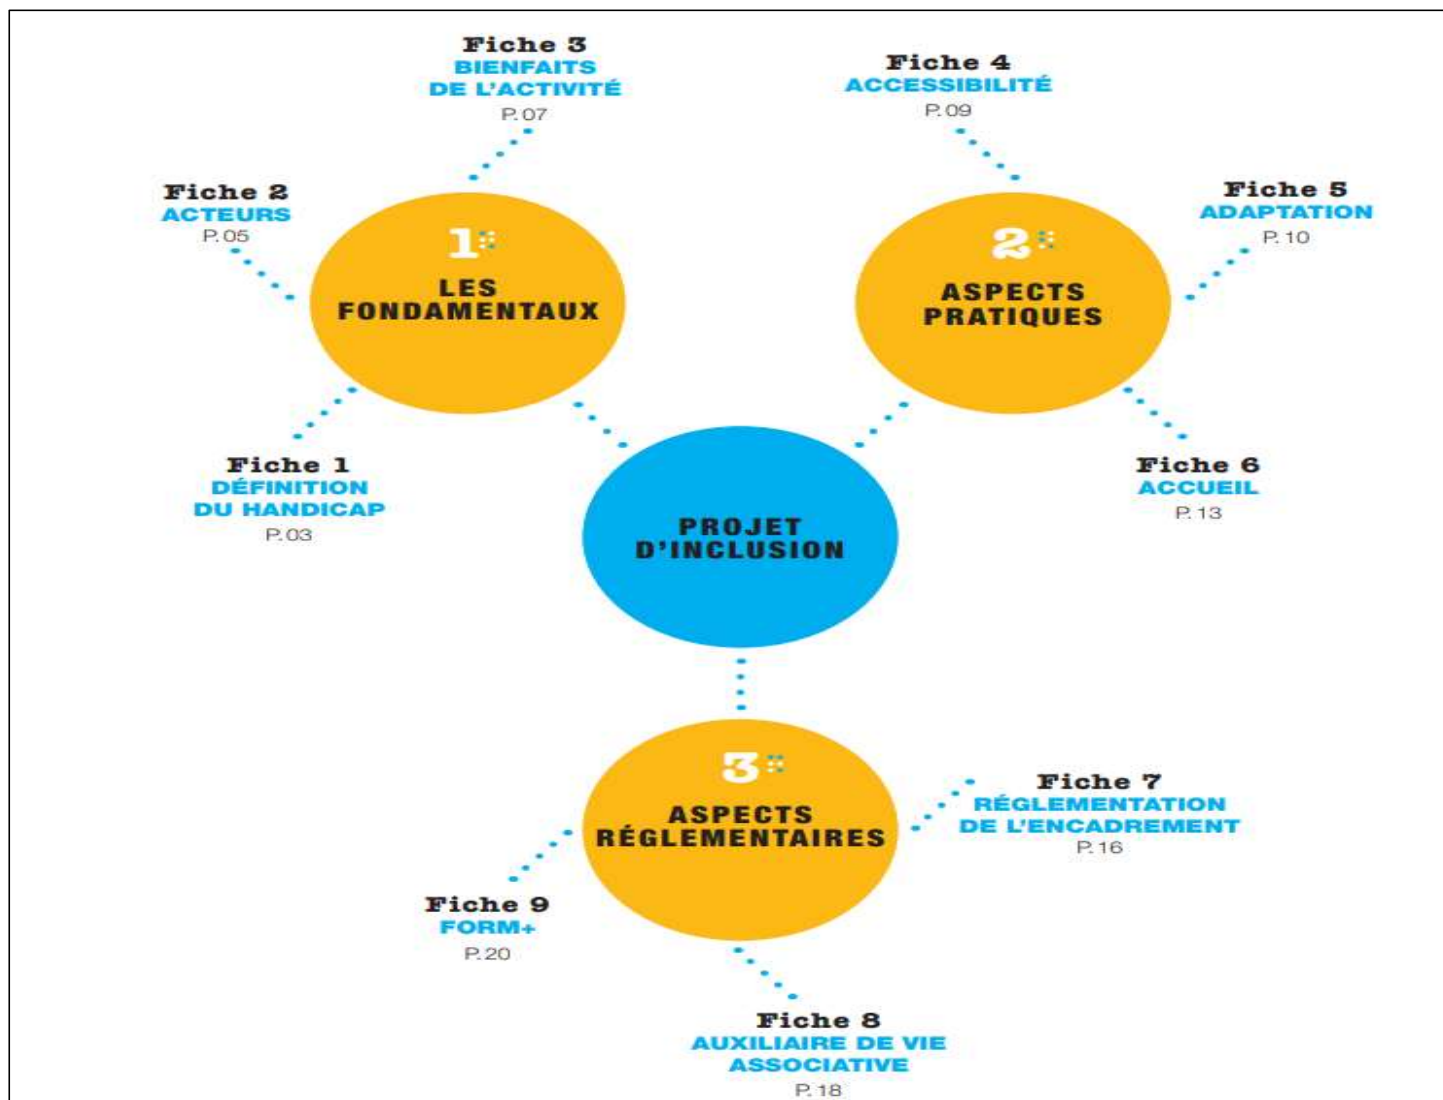 Fiche 3
BIENFAITS
DE L'ACTIVITÉ
P. 07
Fiche 4
ACCESSIBILITÉ
P. 09
Fiche 2
ACTEURS
P. 05
Fiche 5
ADAPTATION
P. 10
1
LES
FONDAMENTAUX
2
ASPECTS
PRATIQUES
Fiche 1
DÉFINITION
DU HANDICAP
P. 03
Fiche 6
ACCUEIL
P. 13
PROJET
D'INCLUSION
3
ASPECTS
RÉGLEMENTAIRES
Fiche 7
RÉGLEMENTATION
DE L'ENCADREMENT
P. 16
Fiche 9
FORM+
P. 20
Fiche 8
AUXILIAIRE DE VIE
ASSOCIATIVE
P. 18